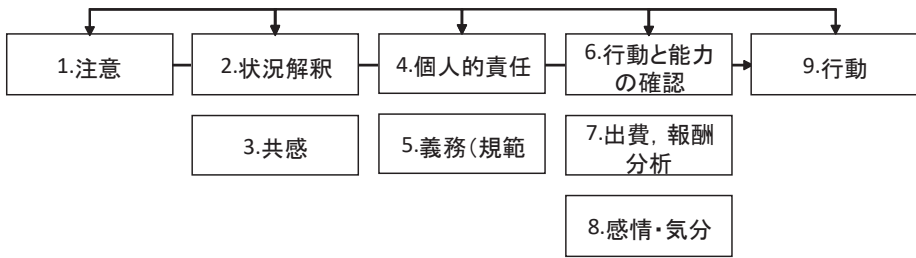 1.注意
2.状況解釈
4.個人的責任
6.行動と能力
の確認
9.行動
3.共感
5.義務（規範
7.出費，報酬
分析
8.感情・気分